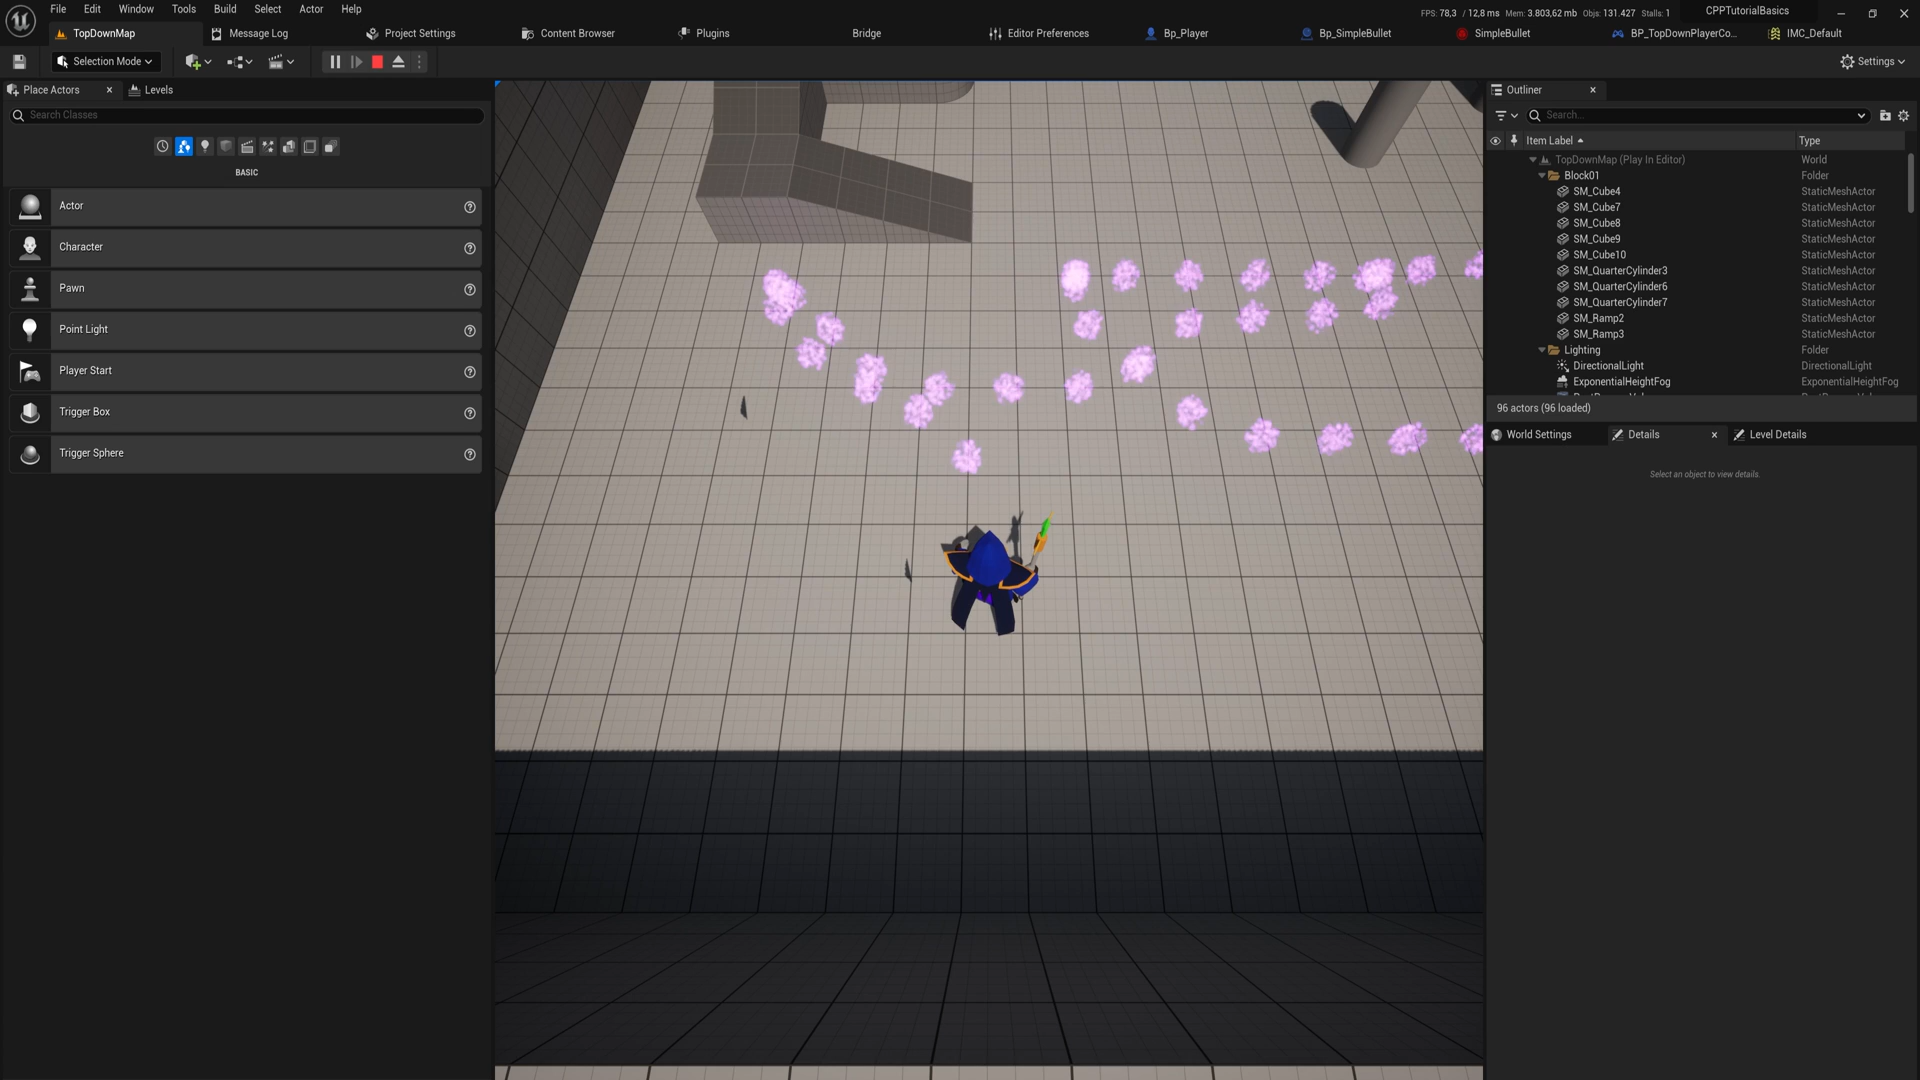 File Edit Window Tools Build Select Actor Help
FPS: 78,3 / 12,8 ms Mem: 3.803,62 mb Objs: 131.427 Stalls: 1 CPPTutorialBasics
TopDownMap Message Log Project Settings Content Browser Plugins Bridge Editor Preferences Bp_Player Bp_SimpleBullet SimpleBullet BP_TopDownPlayerCo... IMC_Default
Selection Mode Settings
Place Actors Levels
Search Classes
BASIC
Actor
Character
Pawn
Point Light
Player Start
Trigger Box
Trigger Sphere
Outliner
Search...
Item Label Type
TopDownMap (Play In Editor) World
Block01 Folder
SM_Cube4 StaticMeshActor
SM_Cube7 StaticMeshActor
SM_Cube8 StaticMeshActor
SM_Cube9 StaticMeshActor
SM_Cube10 StaticMeshActor
SM_QuarterCylinder3 StaticMeshActor
SM_QuarterCylinder6 StaticMeshActor
SM_QuarterCylinder7 StaticMeshActor
SM_Ramp2 StaticMeshActor
SM_Ramp3 StaticMeshActor
Lighting Folder
DirectionalLight DirectionalLight
ExponentialHeightFog ExponentialHeightFog
96 actors (96 loaded)
World Settings Details Level Details
Select an object to view details.